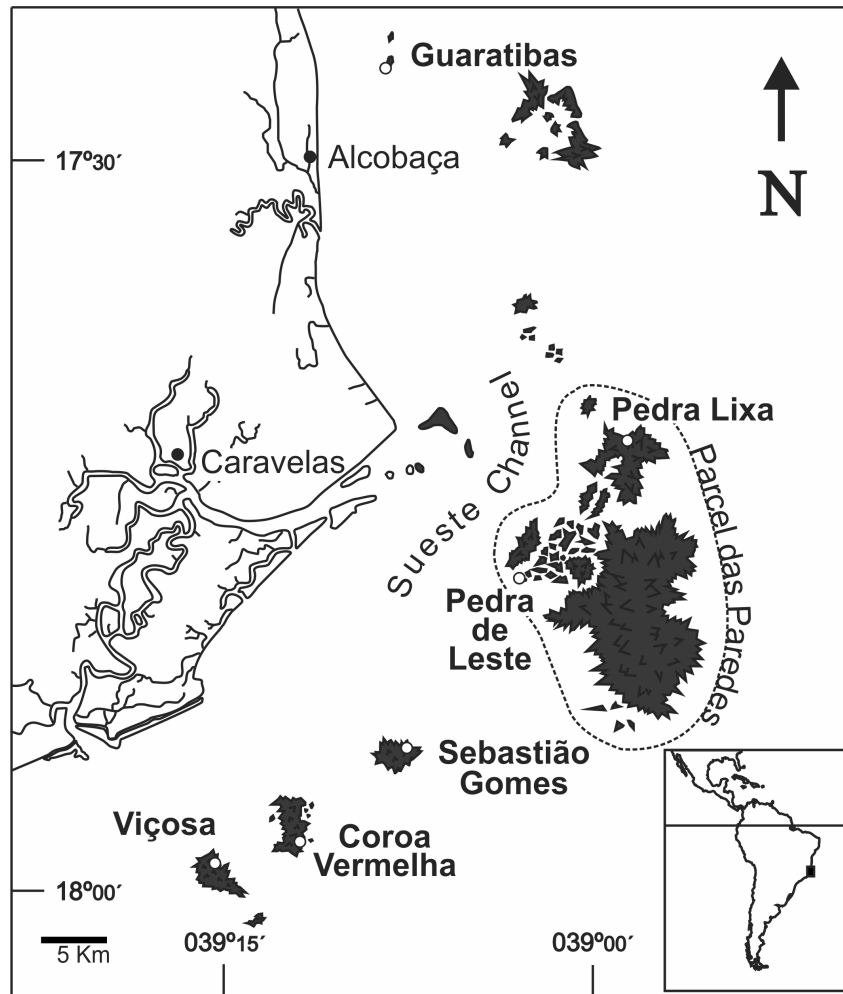 Guaratibas
17º30´
Alcobaça
N
Pedra Lixa
Caravelas
Sueste Channel
Parcel das Paredes
Pedra
de
Leste
Sebastião
Gomes
Viçosa
Coroa
Vermelha
18º00´
5 Km
039º15´
039º00´